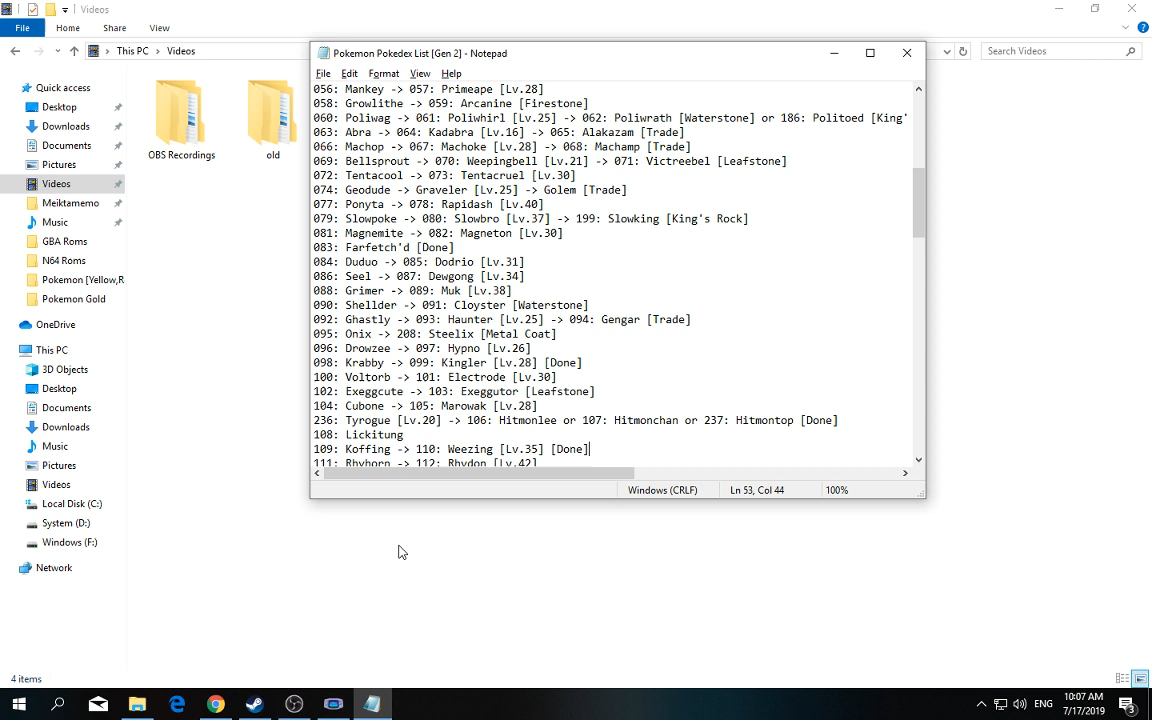 Videos
File
Home
Share
View
This PC
Videos
Search Videos
Quick access
Desktop
Downloads
Documents
Pictures
Videos
Meiktamemo
Music
GBA Roms
N64 Roms
Pokemon [Yellow,R
Pokemon Gold
OneDrive
This PC
3D Objects
Desktop
Documents
Downloads
Music
Pictures
Videos
Local Disk (C:)
System (D:)
Windows (F:)
Network
OBS Recordings
old
Pokemon Pokedex List [Gen 2] - Notepad
File Edit Format View Help
056: Mankey -> 057: Primeape [Lv.28]
058: Growlithe -> 059: Arcanine [Firestone]
060: Poliwag -> 061: Poliwhirl [Lv.25] -> 062: Poliwrath [Waterstone] or 186: Politoed [King'
063: Abra -> 064: Kadabra [Lv.16] -> 065: Alakazam [Trade]
066: Machop -> 067: Machoke [Lv.28] -> 068: Machamp [Trade]
069: Bellsprout -> 070: Weepingbell [Lv.21] -> 071: Victreebel [Leafstone]
072: Tentacool -> 073: Tentacruel [Lv.30]
074: Geodude -> Graveler [Lv.25] -> Golem [Trade]
077: Ponyta -> 078: Rapidash [Lv.40]
079: Slowpoke -> 080: Slowbro [Lv.37] -> 199: Slowking [King's Rock]
081: Magnemite -> 082: Magneton [Lv.30]
083: Farfetch'd [Done]
084: Duduo -> 085: Dodrio [Lv.31]
086: Seel -> 087: Dewgong [Lv.34]
088: Grimer -> 089: Muk [Lv.38]
090: Shellder -> 091: Cloyster [Waterstone]
092: Ghastly -> 093: Haunter [Lv.25] -> 094: Gengar [Trade]
095: Onix -> 208: Steelix [Metal Coat]
096: Drowzee -> 097: Hypno [Lv.26]
098: Krabby -> 099: Kingler [Lv.28] [Done]
100: Voltorb -> 101: Electrode [Lv.30]
102: Exeggcute -> 103: Exeggutor [Leafstone]
104: Cubone -> 105: Marowak [Lv.28]
236: Tyrogue [Lv.20] -> 106: Hitmonlee or 107: Hitmonchan or 237: Hitmontop [Done]
108: Lickitung
109: Koffing -> 110: Weezing [Lv.35] [Done]
111: Rhyhorn -> 112: Rhydon [Lv.42]
Windows (CRLF)
Ln 53, Col 44
100%
4 items
ENG
10:07 AM
7/17/2019
3